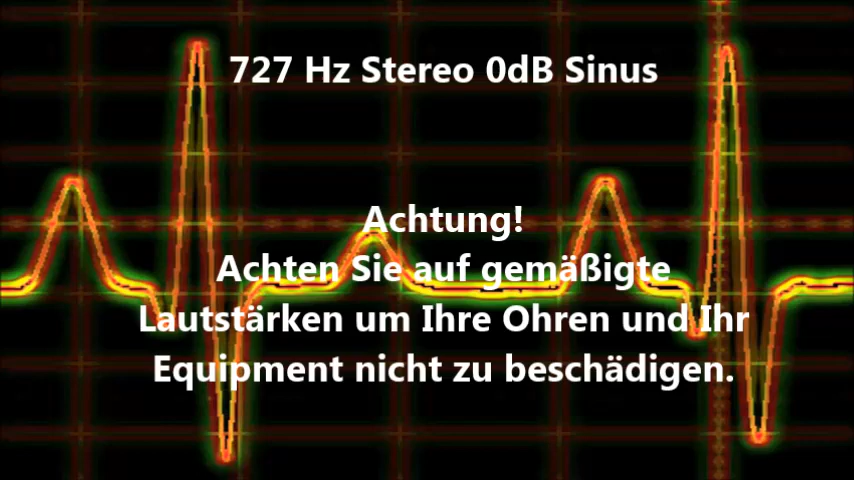 727 Hz Stereo 0dB Sinus
Achtung!
Achten Sie auf gemäßigte
Lautstärken um Ihre Ohren und Ihr
Equipment nicht zu beschädigen.